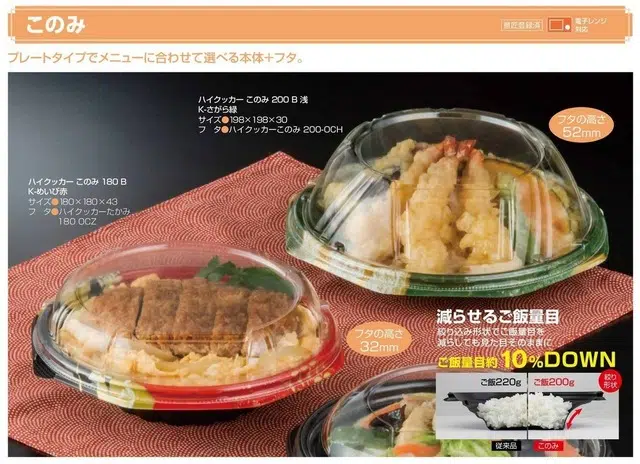 このみ
意匠登録済
電子レンジ
対応
プレートタイプでメニューに合わせて選べる本体+フタ。
ハイクッカー このみ 200 B 浅
K-さがら緑
サイズ●198×198×30
フ タ●ハイクッカーこのみ 200-OCH
フタの高さ
52mm
ハイクッカー このみ 180 B
K-めいび赤
サイズ●180×180×43
フ タ●ハイクッカーたかみ
180 OCZ
フタの高さ
32mm
減らせるご飯量目
絞り込み形状でご飯量目を
減らしても見た目そのままに
ご飯量目約10%DOWN
ご飯220g
ご飯200g
絞り
形状
従来品
このみ